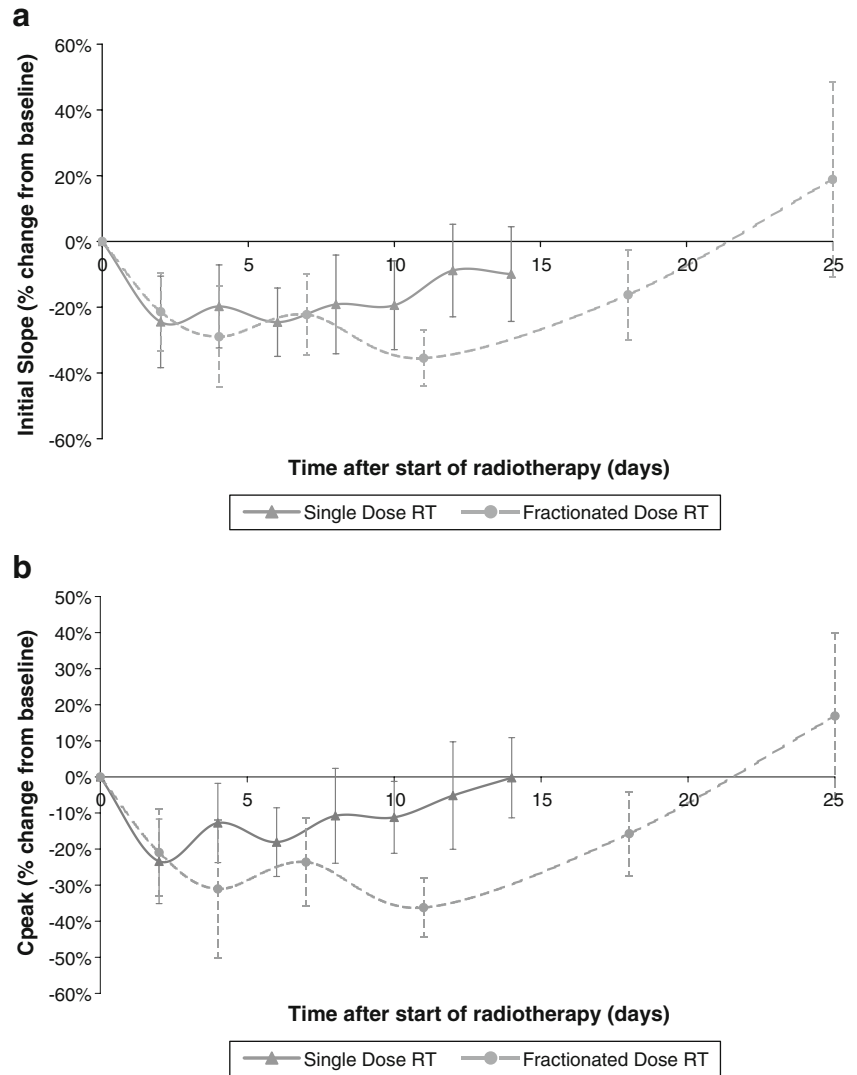 a
60%
40%
20%
0%
-20%
-40%
-60%
0 5 10 15 20 25
Initial Slope (% change from baseline)
Time after start of radiotherapy (days)
Single Dose RT Fractionated Dose RT
b
50%
40%
30%
20%
10%
0%
-10%
-20%
-30%
-40%
-50%
-60%
0 5 10 15 20 25
Cpeak (% change from baseline)
Time after start of radiotherapy (days)
Single Dose RT Fractionated Dose RT